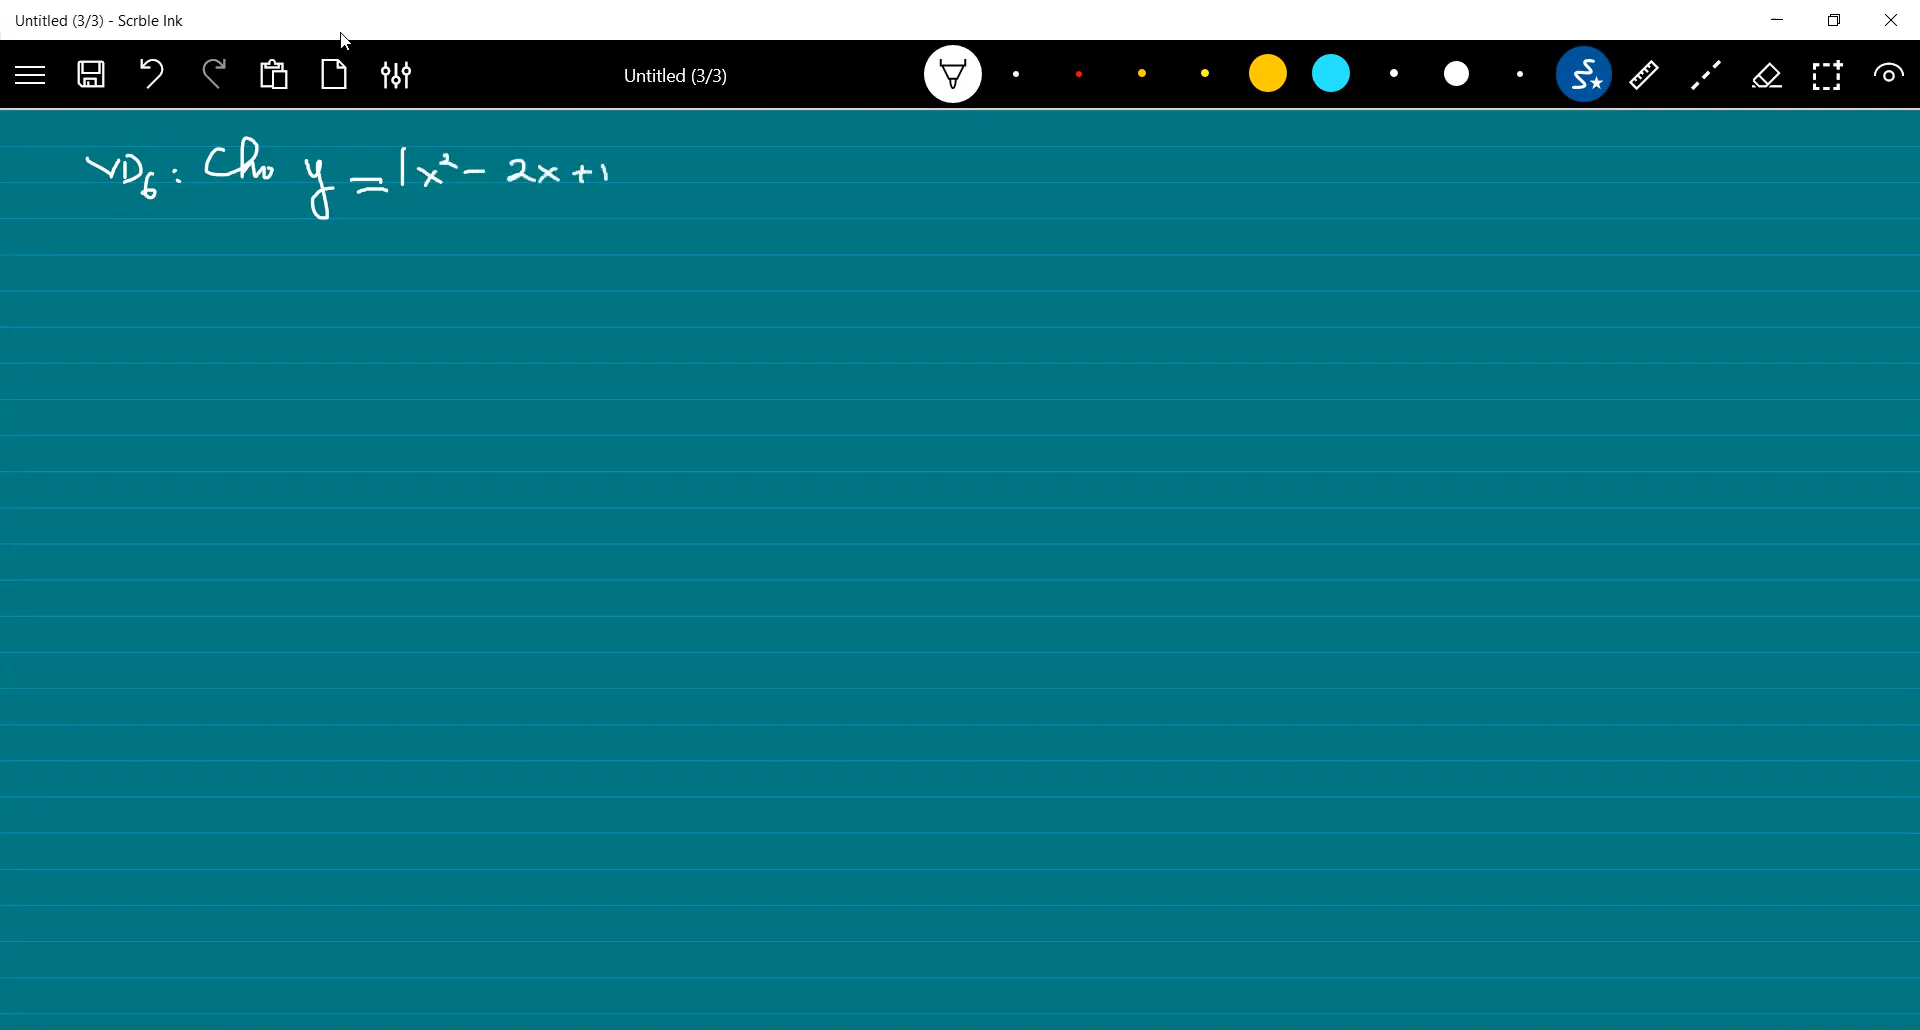 Untitled (3/3) - Scrble Ink
Untitled (3/3)
VD6: Cho y = |x² - 2x + 1